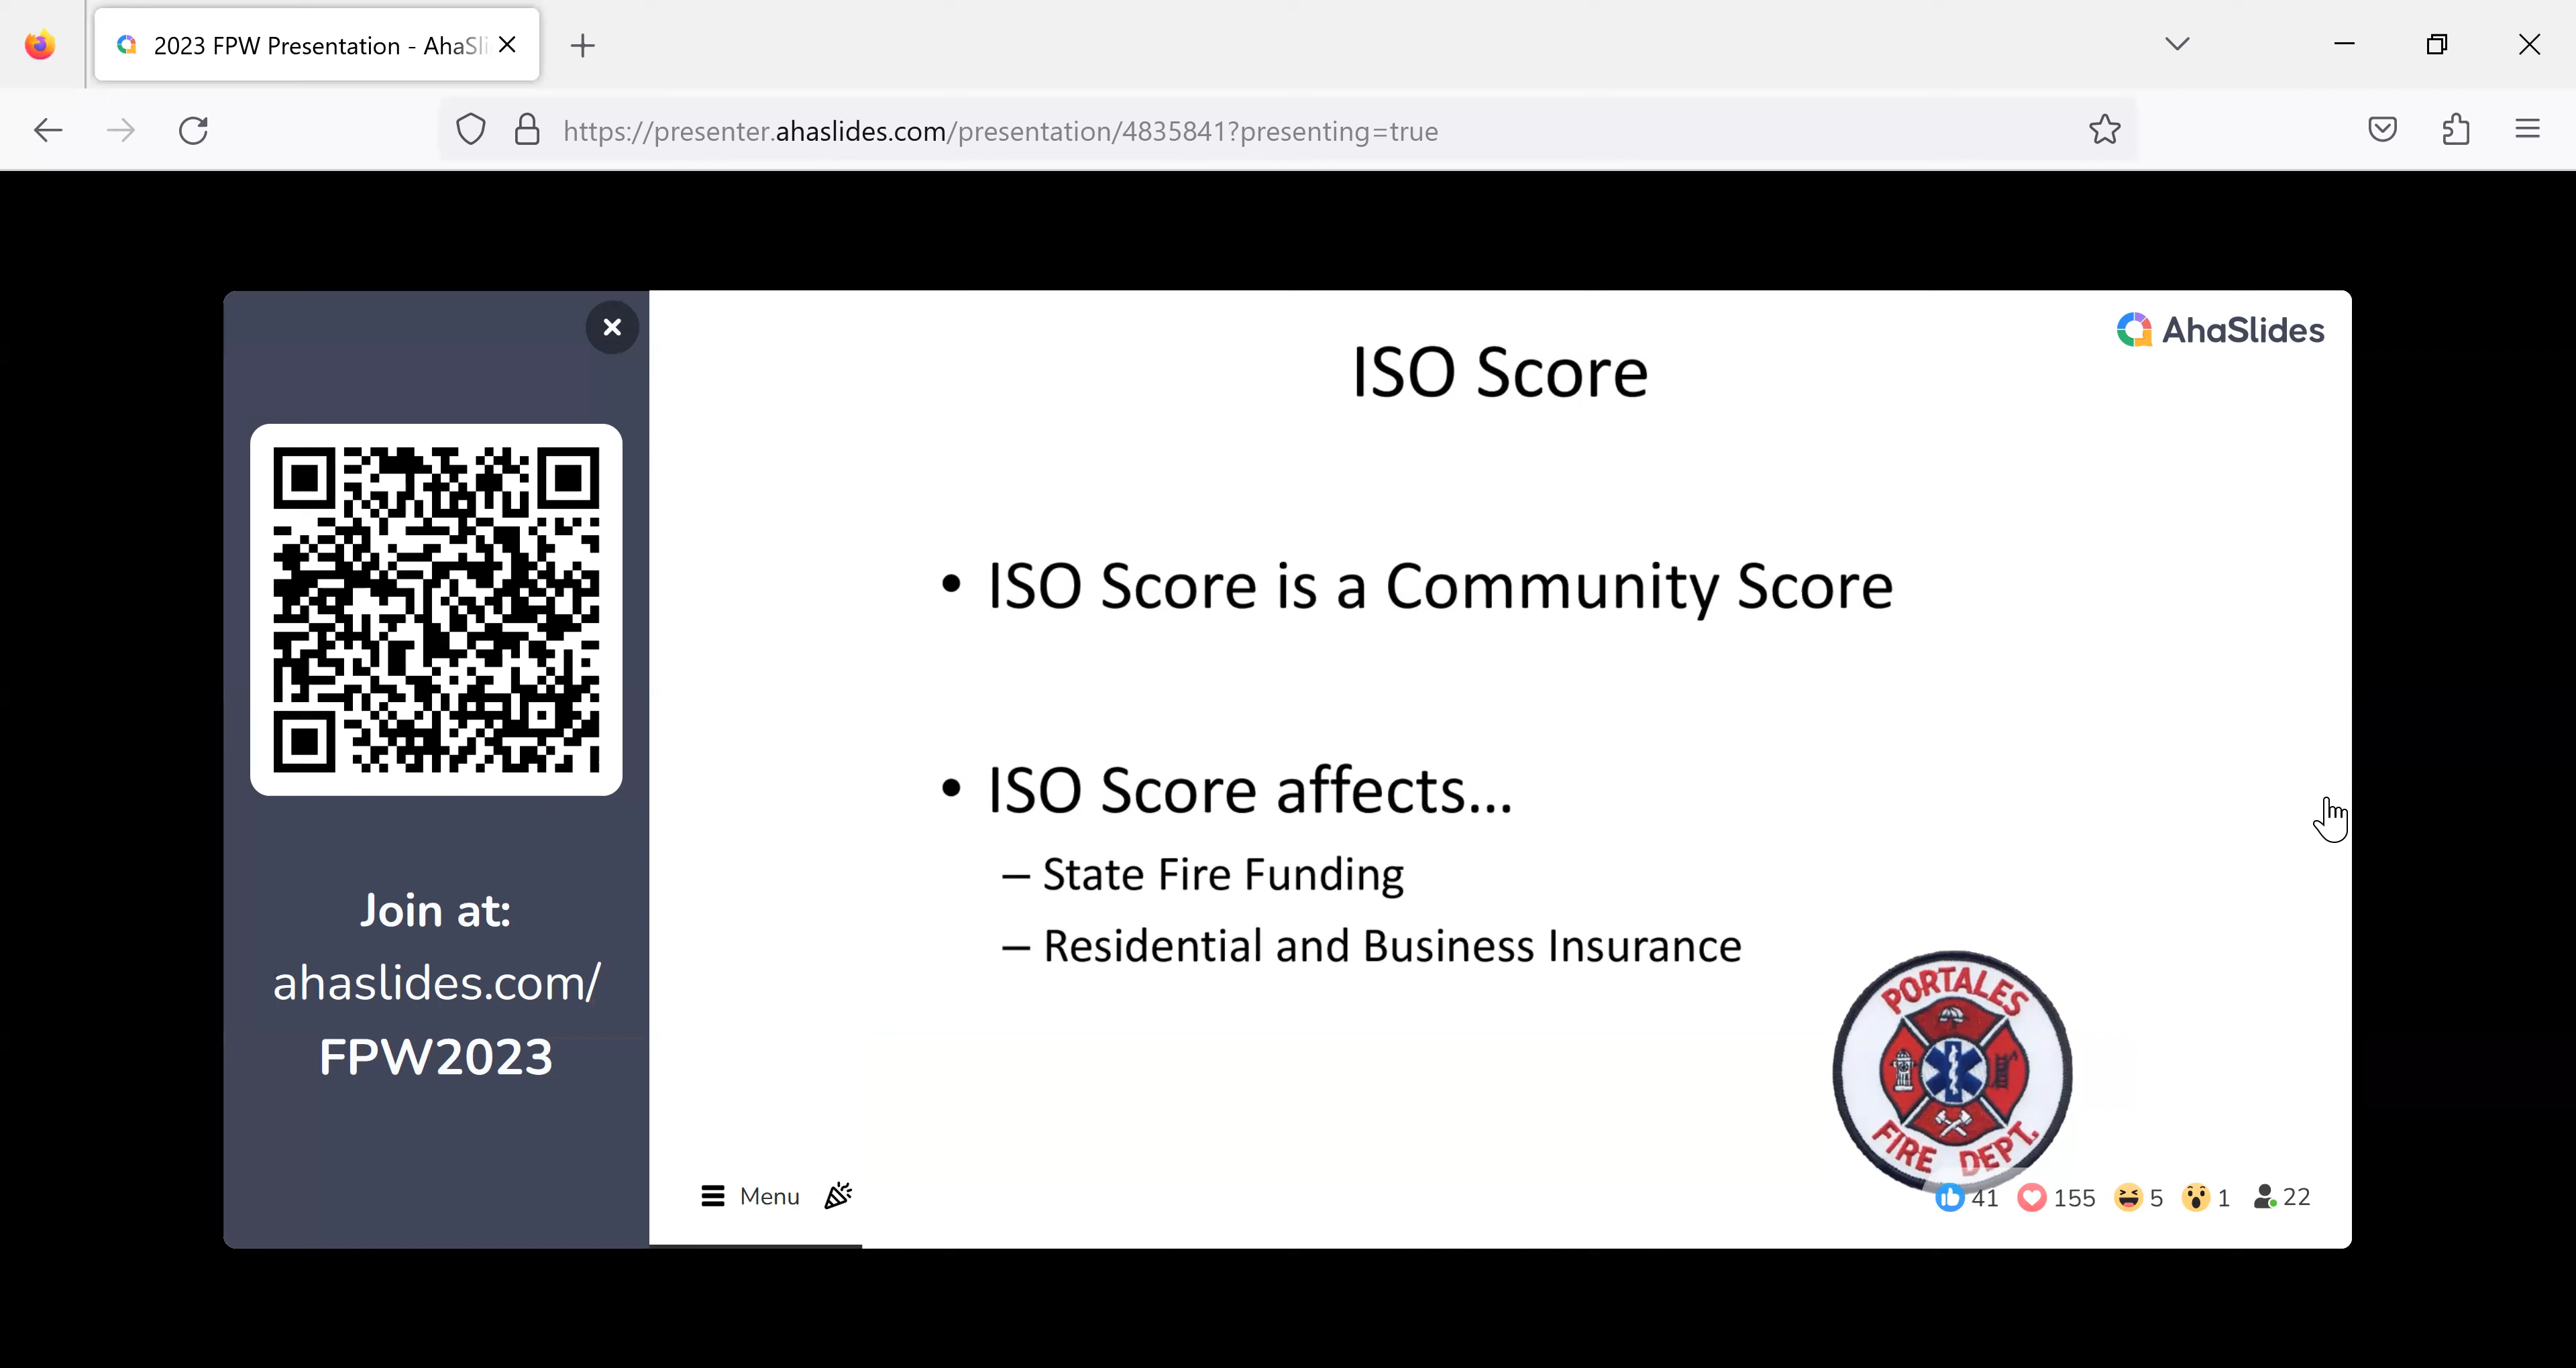 2023 FPW Presentation - AhaSli
https://presenter.ahaslides.com/presentation/4835841?presenting=true
AhaSlides
ISO Score
• ISO Score is a Community Score
• ISO Score affects...
– State Fire Funding
– Residential and Business Insurance
Join at:
ahaslides.com/
FPW2023
PORTALES
FIRE DEPT.
Menu
41 155 5 1 22